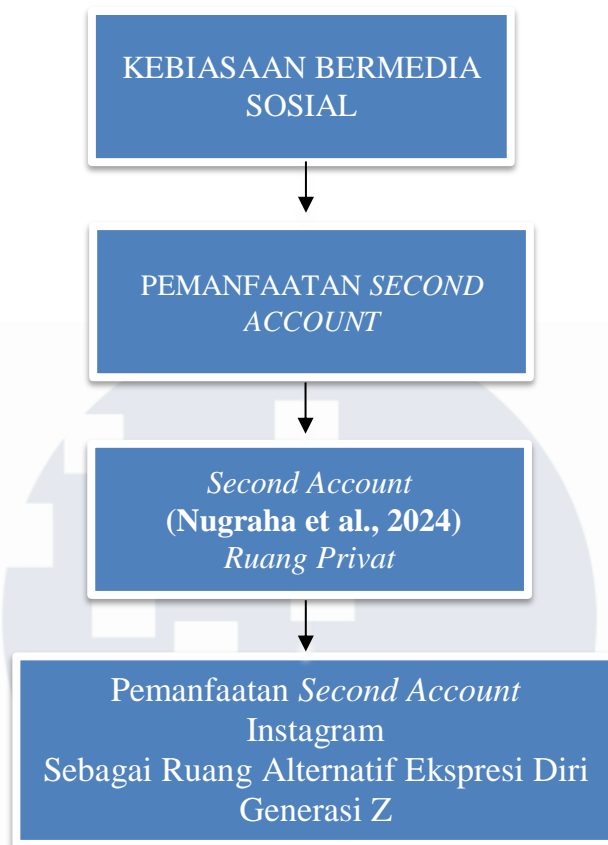 KEBIASAAN BERMEDIA
SOSIAL
PEMANFAATAN SECOND
ACCOUNT
Second Account
(Nugraha et al., 2024)
Ruang Privat
Pemanfaatan Second Account
Instagram
Sebagai Ruang Alternatif Ekspresi Diri
Generasi Z